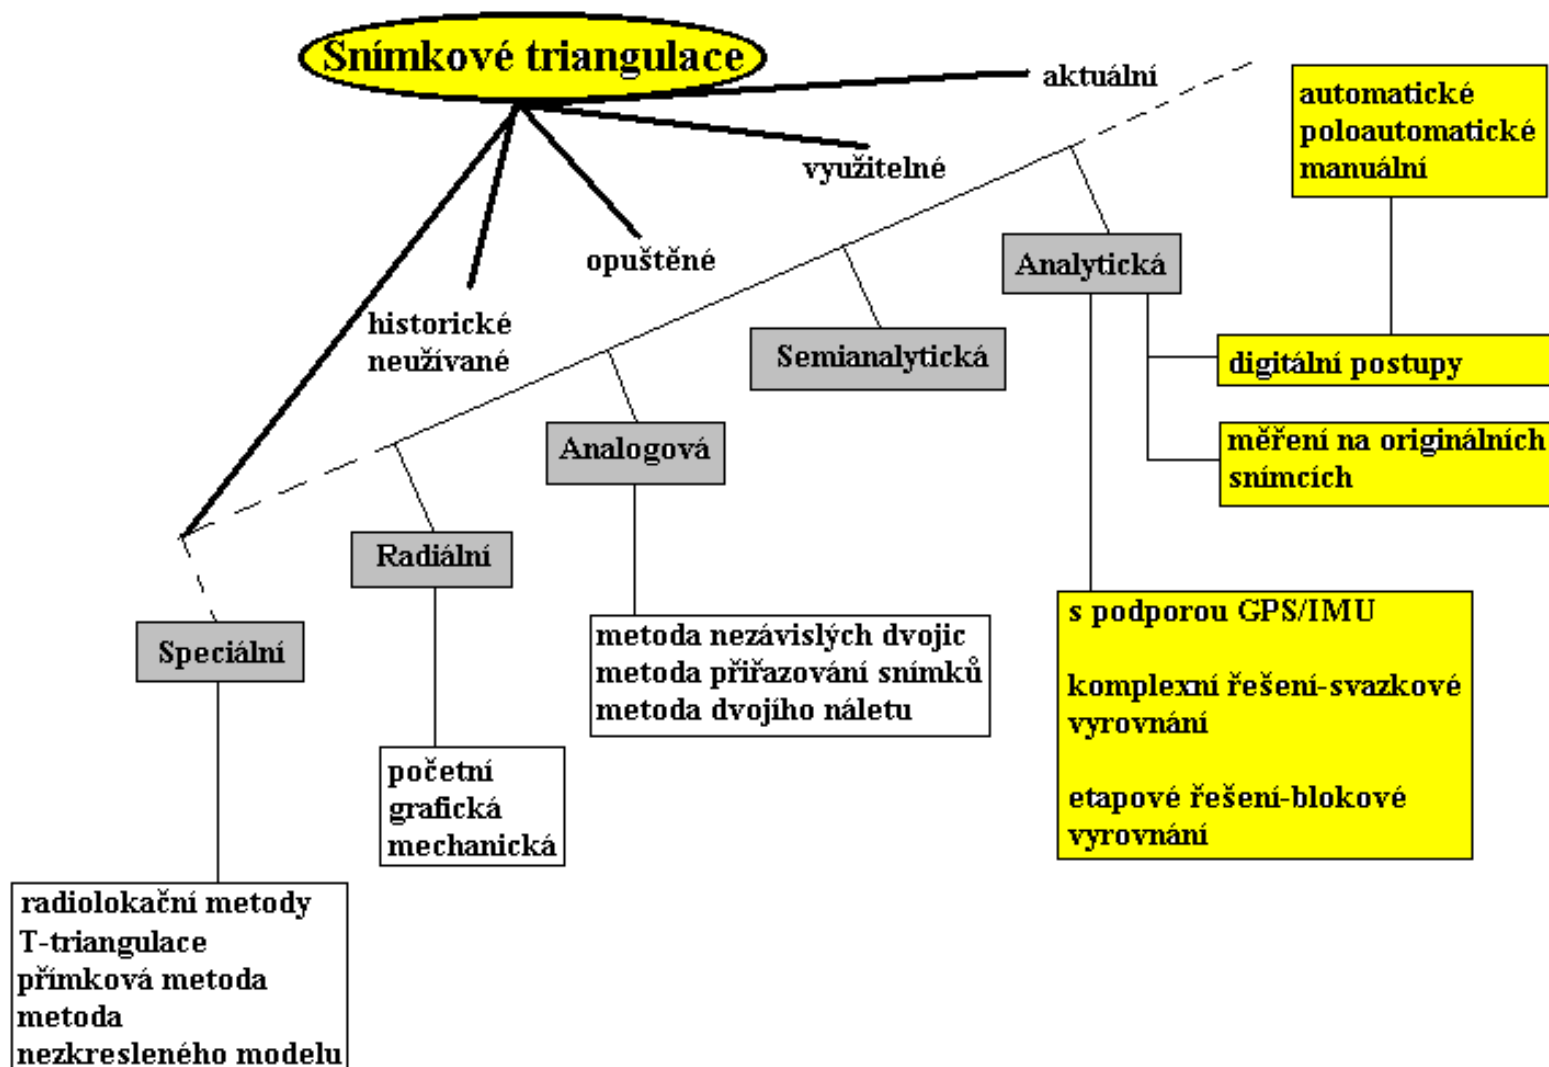 Snímkové triangulace
aktuální
využitelné
opuštěné
historické
neužívané
automatické
poloautomatické
manuální
Analytická
digitální postupy
měření na originálních
snímcích
Semianalytická
Analogová
Radiální
Speciální
s podporou GPS/IMU
komplexní řešení-svazkové
vyrovnání
etapové řešení-blokové
vyrovnání
metoda nezávislých dvojic
metoda přiřazování snímků
metoda dvojího náletu
početní
grafická
mechanická
radiolokační metody
T-triangulace
přímková metoda
metoda
nezkresleného modelu